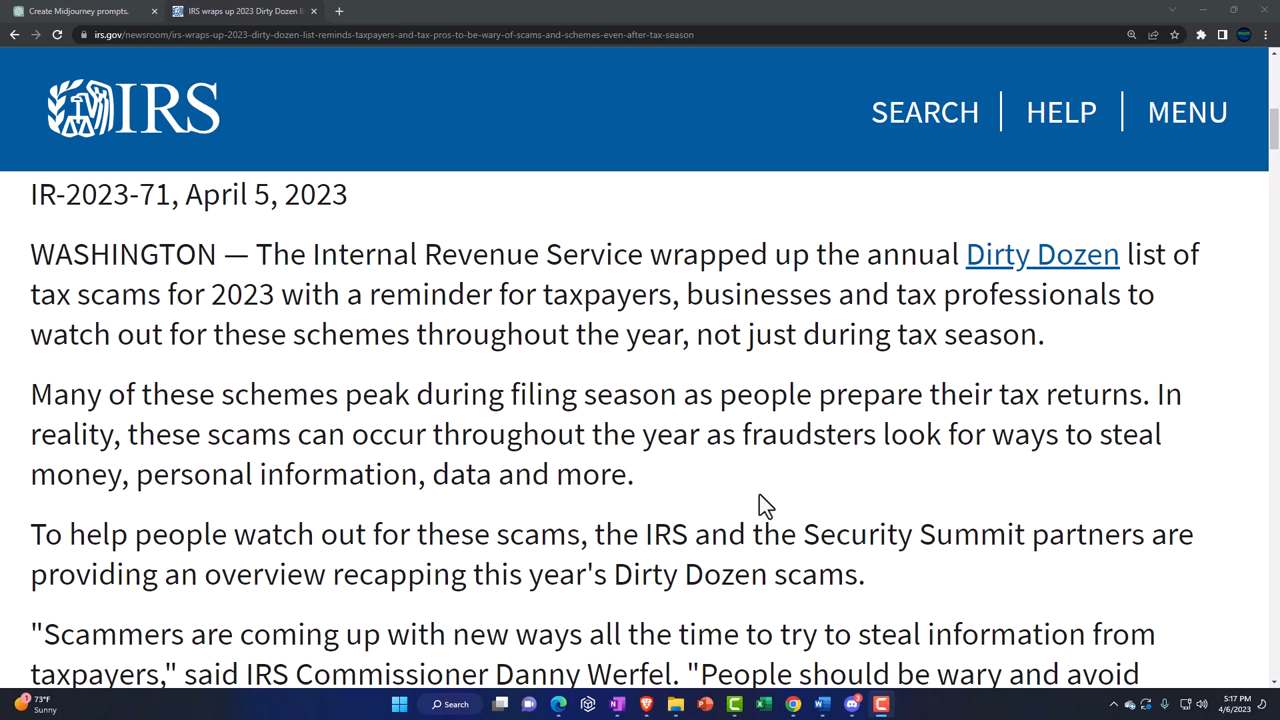 Create Midjourney prompts.
IRS wraps up 2023 Dirty Dozen li
irs.gov/newsroom/irs-wraps-up-2023-dirty-dozen-list-reminds-taxpayers-and-tax-pros-to-be-wary-of-scams-and-schemes-even-after-tax-season
IRS
SEARCH
HELP
MENU
IR-2023-71, April 5, 2023
WASHINGTON — The Internal Revenue Service wrapped up the annual Dirty Dozen list of
tax scams for 2023 with a reminder for taxpayers, businesses and tax professionals to
watch out for these schemes throughout the year, not just during tax season.
Many of these schemes peak during filing season as people prepare their tax returns. In
reality, these scams can occur throughout the year as fraudsters look for ways to steal
money, personal information, data and more.
To help people watch out for these scams, the IRS and the Security Summit partners are
providing an overview recapping this year's Dirty Dozen scams.
"Scammers are coming up with new ways all the time to try to steal information from
taxpayers," said IRS Commissioner Danny Werfel. "People should be wary and avoid
1
73°F
Sunny
Search
3
5:17 PM
4/6/2023